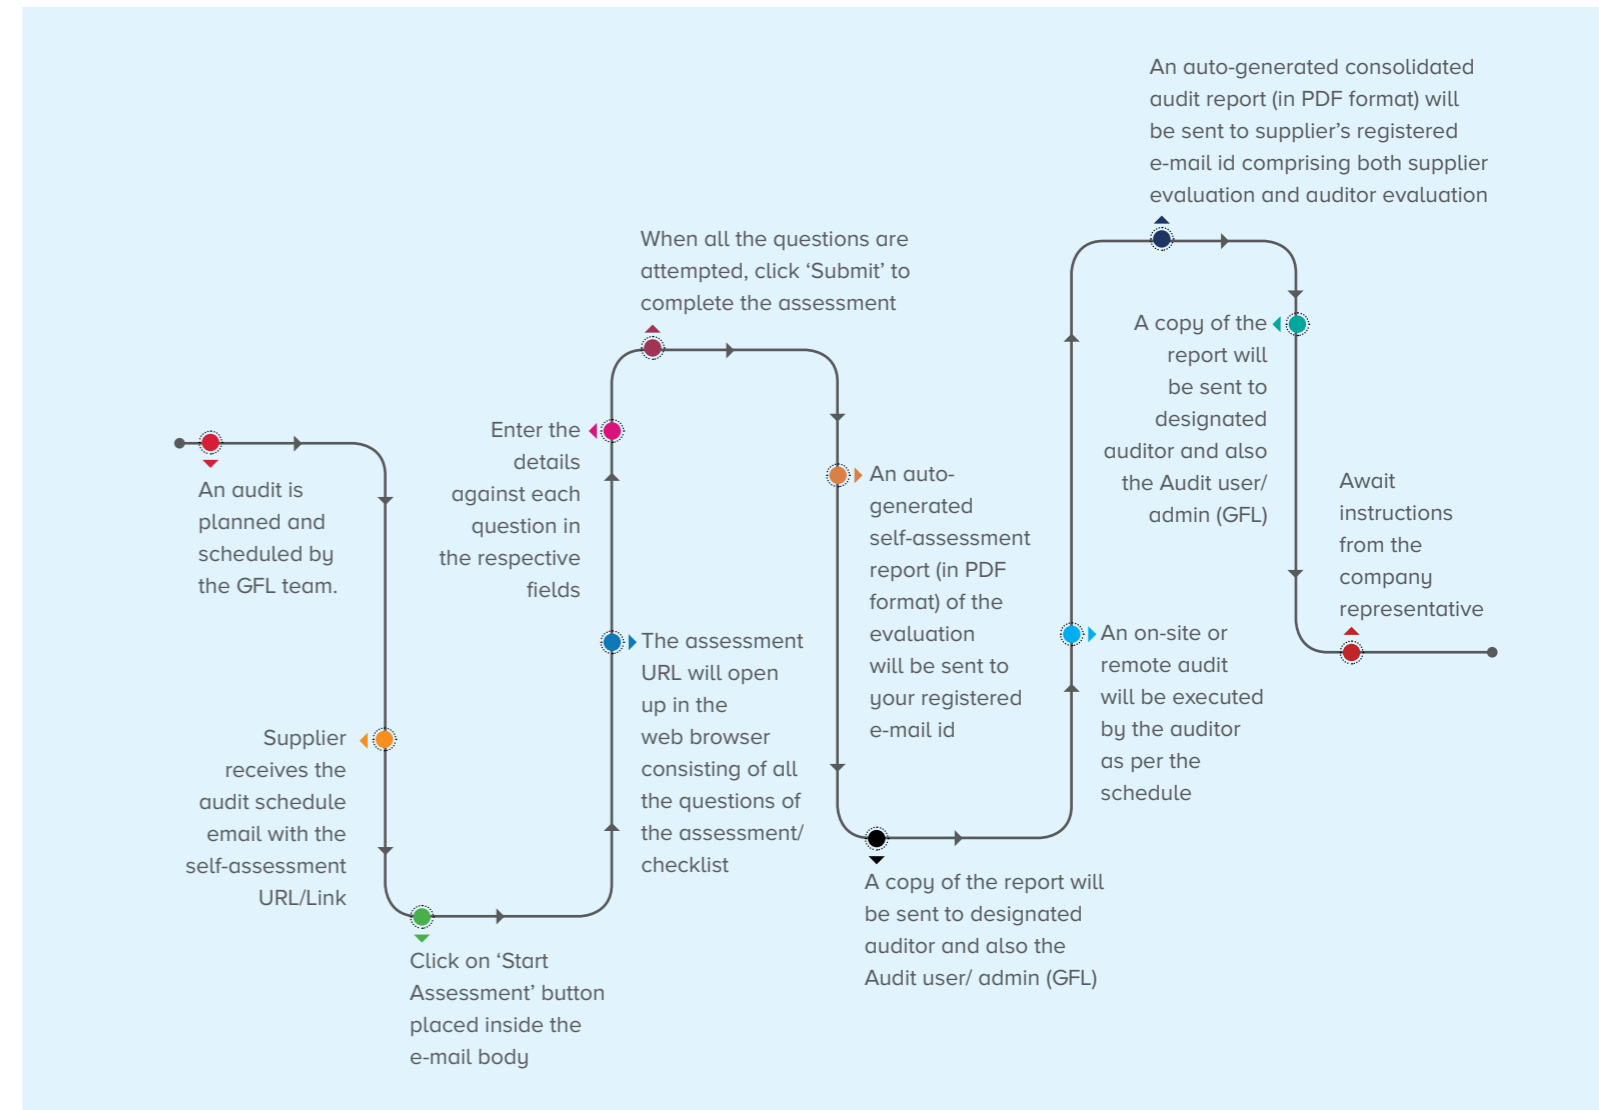 An audit is
planned and
scheduled by
the GFL team.
Supplier
receives the
audit schedule
email with the
self-assessment
URL/Link
Click on ‘Start
Assessment’ button
placed inside the
e-mail body
The assessment
URL will open
up in the
web browser
consisting of all
the questions of
the assessment/
checklist
Enter the
details
against each
question in
the respective
fields
When all the questions are
attempted, click ‘Submit’ to
complete the assessment
An auto-
generated
self-assessment
report (in PDF
format) of the
evaluation
will be sent to
your registered
e-mail id
A copy of the report will
be sent to designated
auditor and also the
Audit user/ admin (GFL)
An on-site or
remote audit
will be executed
by the auditor
as per the
schedule
An auto-generated consolidated
audit report (in PDF format) will
be sent to supplier’s registered
e-mail id comprising both supplier
evaluation and auditor evaluation
A copy of the
report will
be sent to
designated
auditor and also
the Audit user/
admin (GFL)
Await
instructions
from the
company
representative